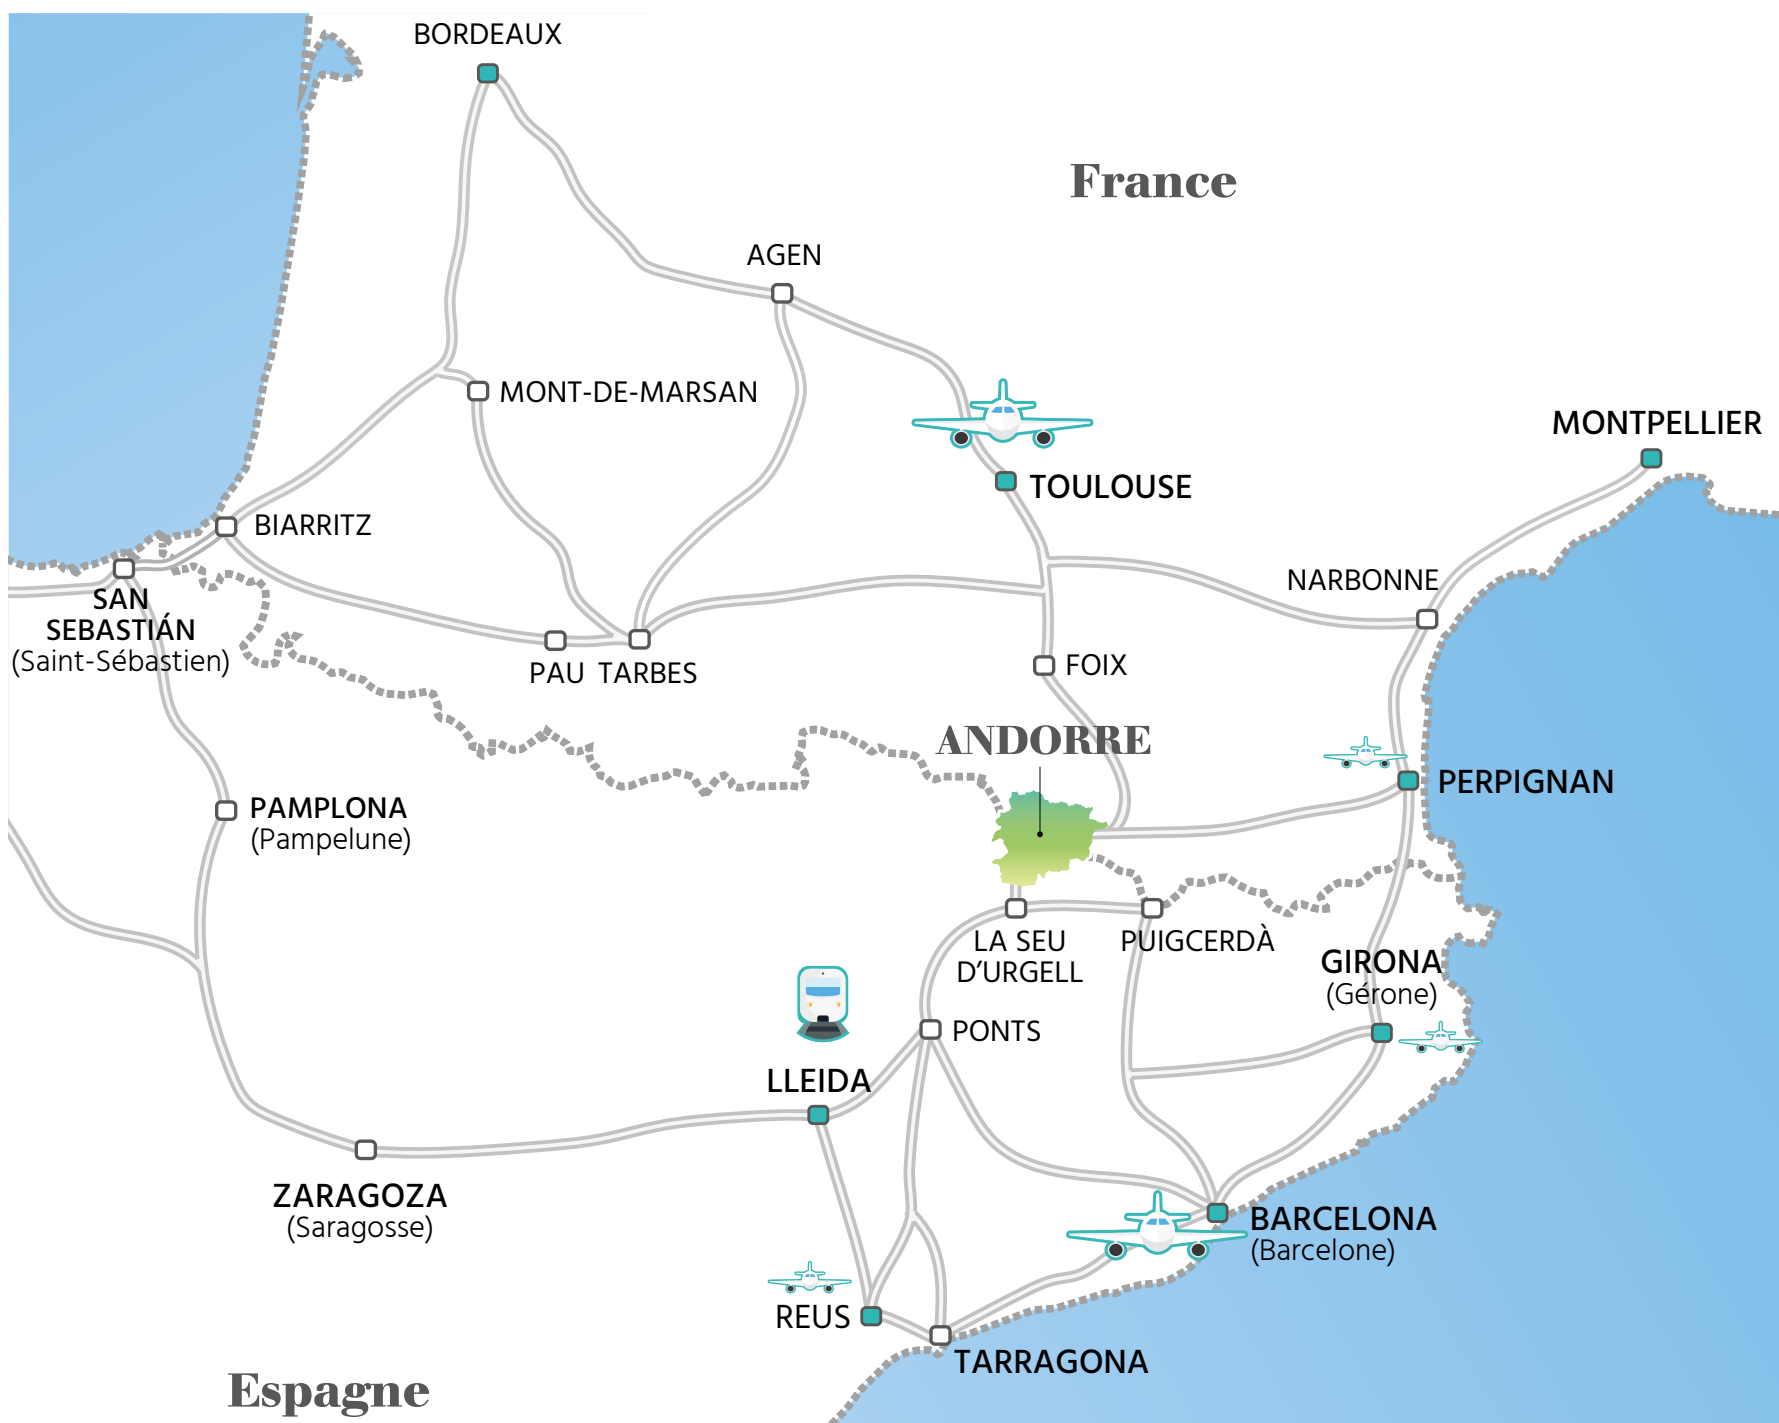 BORDEAUX
France
AGEN
MONT-DE-MARSAN
MONTPELLIER
TOULOUSE
BIARRITZ
NARBONNE
SAN
SEBASTIÁN
(Saint-Sébastien)
PAU
TARBES
FOIX
ANDORRE
PERPIGNAN
PAMPLONA
(Pampelune)
LA SEU
D’URGELL
PUIGCERDÀ
GIRONA
(Gérone)
PONTS
LLEIDA
ZARAGOZA
(Saragosse)
BARCELONA
(Barcelone)
REUS
TARRAGONA
Espagne